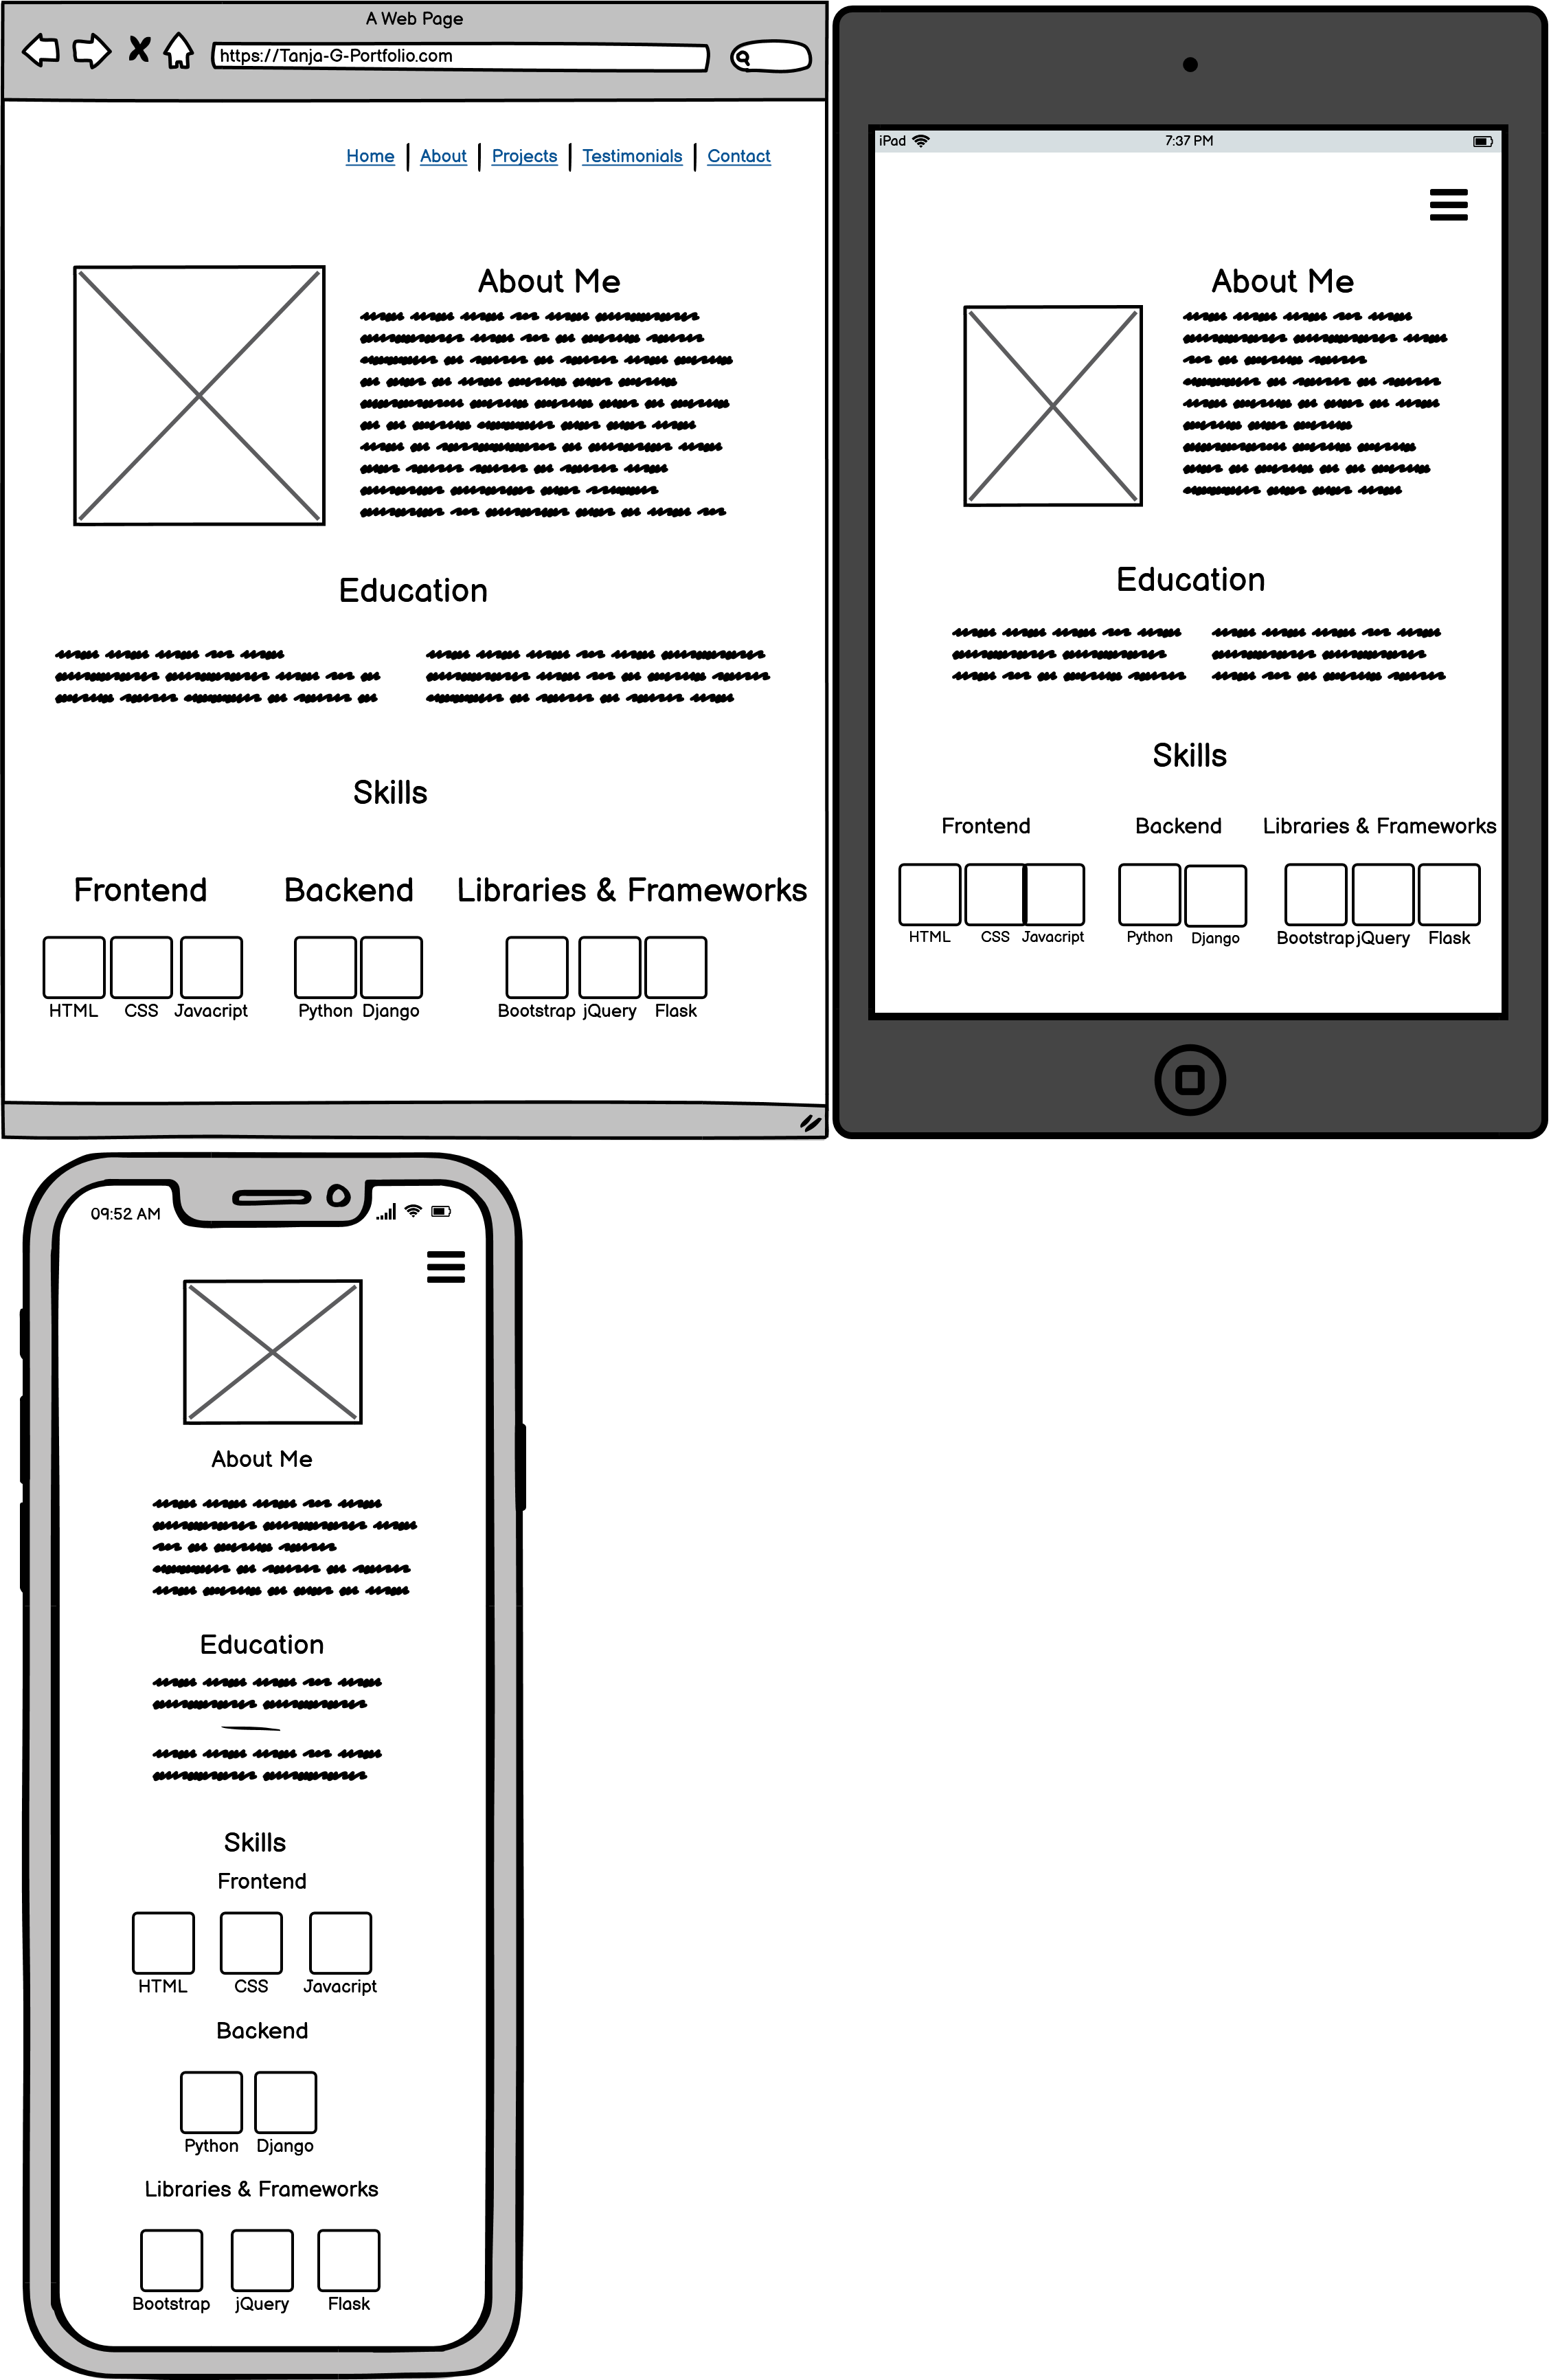 A Web Page
https://Tanja-G-Portfolio.com
Home About Projects Testimonials Contact
About Me
Education
Skills
Frontend Backend Libraries & Frameworks
HTML CSS Javacript Python Django Bootstrap jQuery Flask
iPad 7:37 PM
About Me
Education
Skills
Frontend Backend Libraries & Frameworks
HTML CSS Javacript Python Django Bootstrap jQuery Flask
09:52 AM
About Me
Education
Skills
Frontend
HTML CSS Javacript
Backend
Python Django
Libraries & Frameworks
Bootstrap jQuery Flask